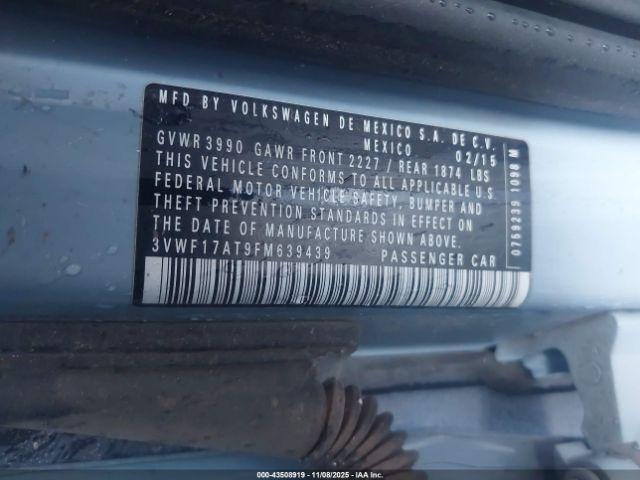 MFD BY VOLKSWAGEN DE MEXICO S.A. DE C.V.
MEXICO 02/15
GVWR 3990 GAWR FRONT 2227 / REAR 1874 LBS
THIS VEHICLE CONFORMS TO ALL APPLICABLE U.S.
FEDERAL MOTOR VEHICLE SAFETY, BUMPER AND
THEFT PREVENTION STANDARDS IN EFFECT ON
THE DATE OF MANUFACTURE SHOWN ABOVE.
3VWF17AT9FM639439 PASSENGER CAR
0759239 1098 M
000-43508919 - 11/08/2025 - IAA Inc.